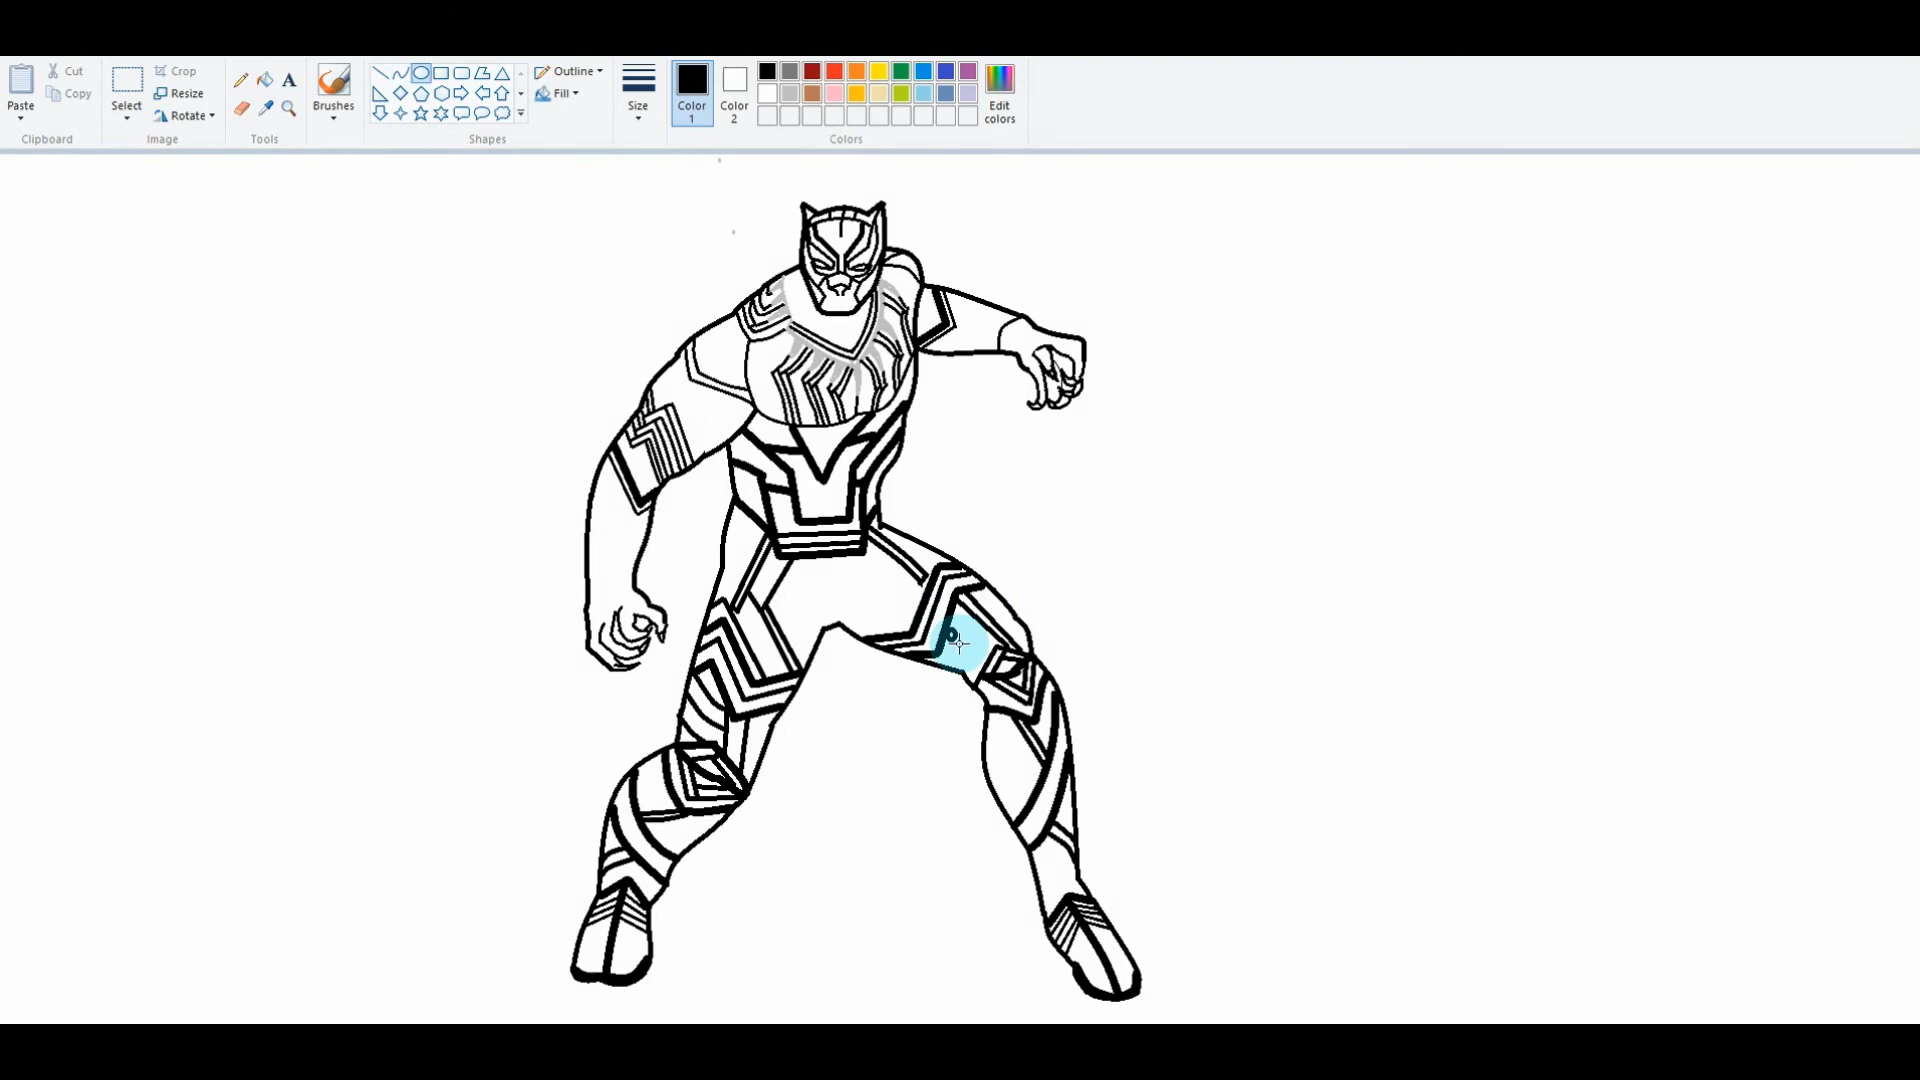 Paste
Cut
Copy
Clipboard
Select
Crop
Resize
Rotate
Image
A
Tools
Brushes
Shapes
Outline
Fill
Size
Color
1
Color
2
Edit
colors
Colors